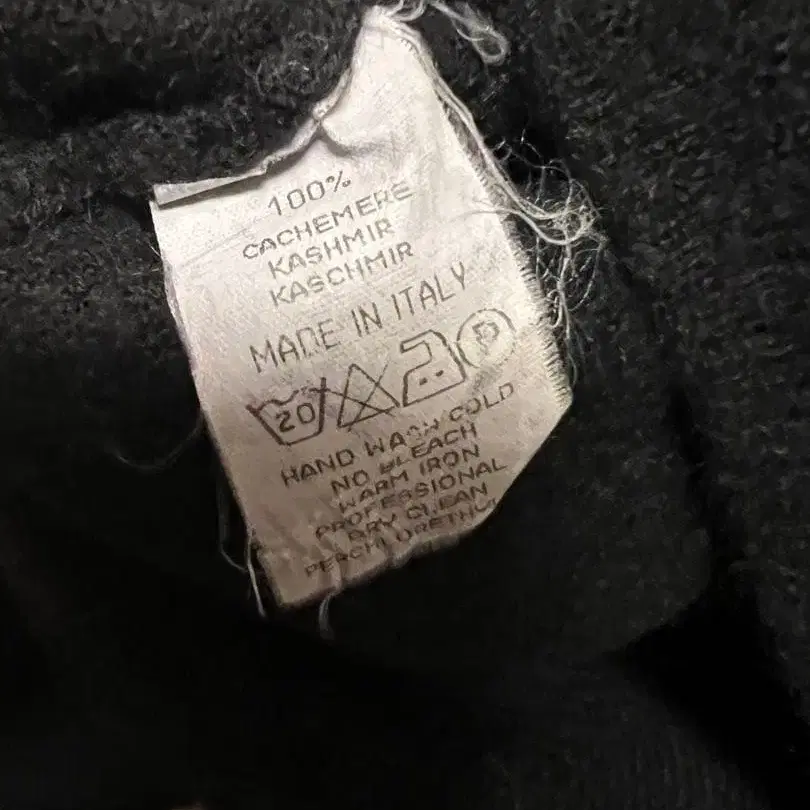 100%
CACHEMERE
KASHMIR
KASCHMIR
MADE IN ITALY
20 P
HAND WASH COLD
NO BLEACH
WARM IRON
PROFESSIONAL
DRY CLEAN